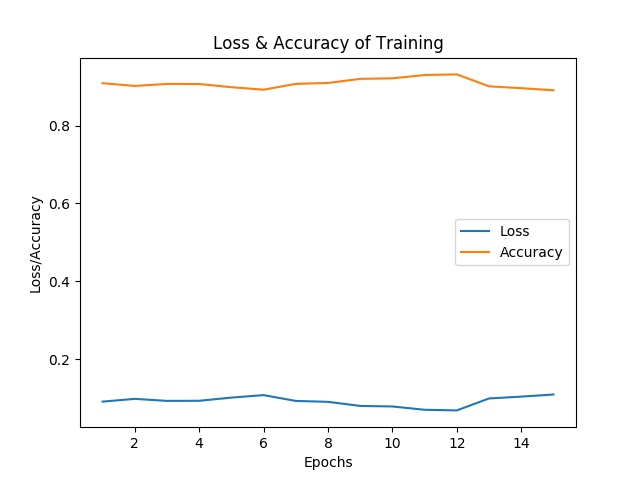 Loss & Accuracy of Training
Loss/Accuracy
0.8
0.6
0.4
0.2
Loss
Accuracy
2 4 6 8 10 12 14
Epochs